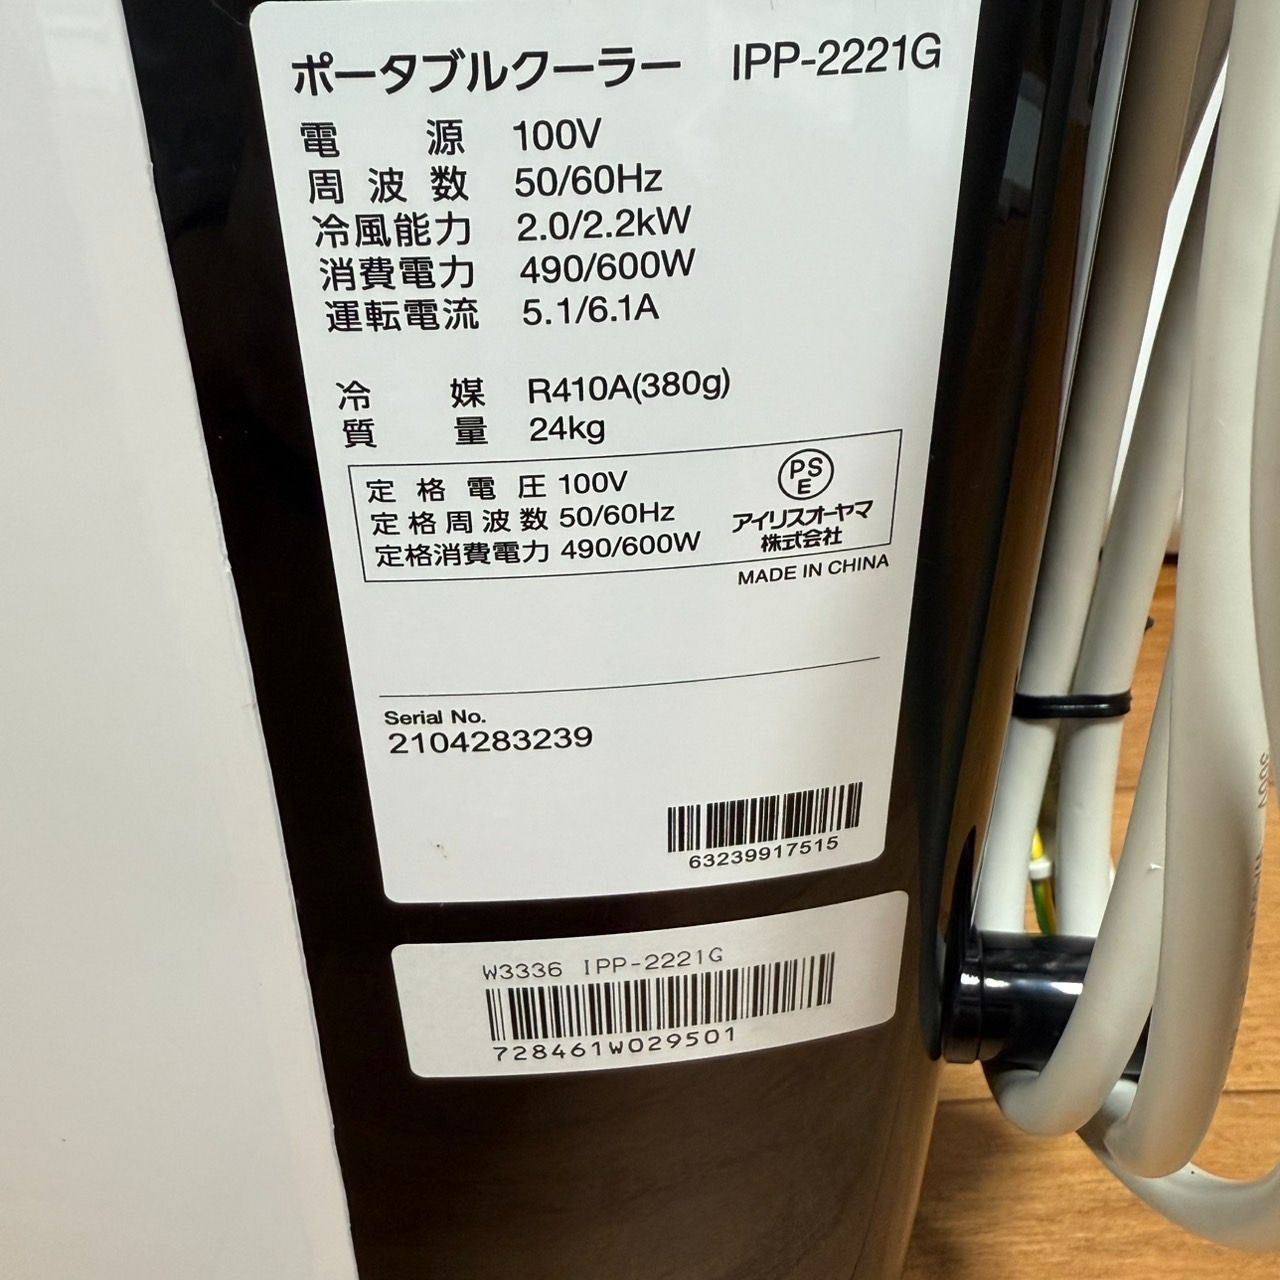 ポータブルクーラー IPP-2221G
電源 100V
周波数 50/60Hz
冷風能力 2.0/2.2kW
消費電力 490/600W
運転電流 5.1/6.1A
冷媒 R410A(380g)
質量 24kg
定格電圧 100V
定格周波数 50/60Hz
定格消費電力 490/600W
PS
E
アイリスオーヤマ
株式会社
MADE IN CHINA
Serial No.
2104283239
63239917515
W3336 IPP-2221G
728461W029501